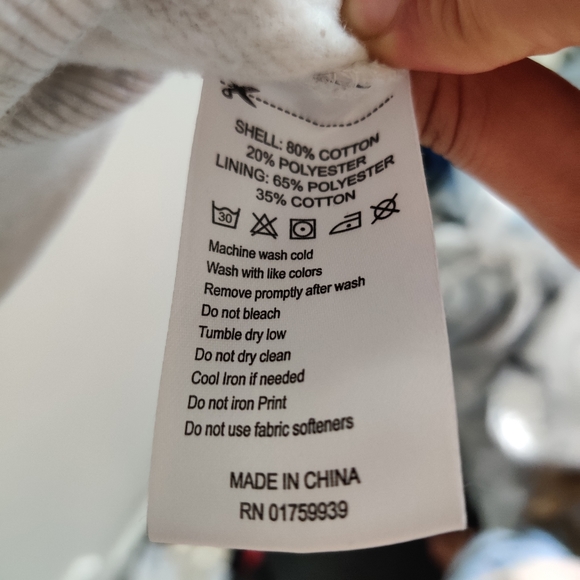 SHELL: 80% COTTON
20% POLYESTER
LINING: 65% POLYESTER
35% COTTON
30
Machine wash cold
Wash with like colors
Remove promptly after wash
Do not bleach
Tumble dry low
Do not dry clean
Cool Iron if needed
Do not iron Print
Do not use fabric softeners
MADE IN CHINA
RN 01759939